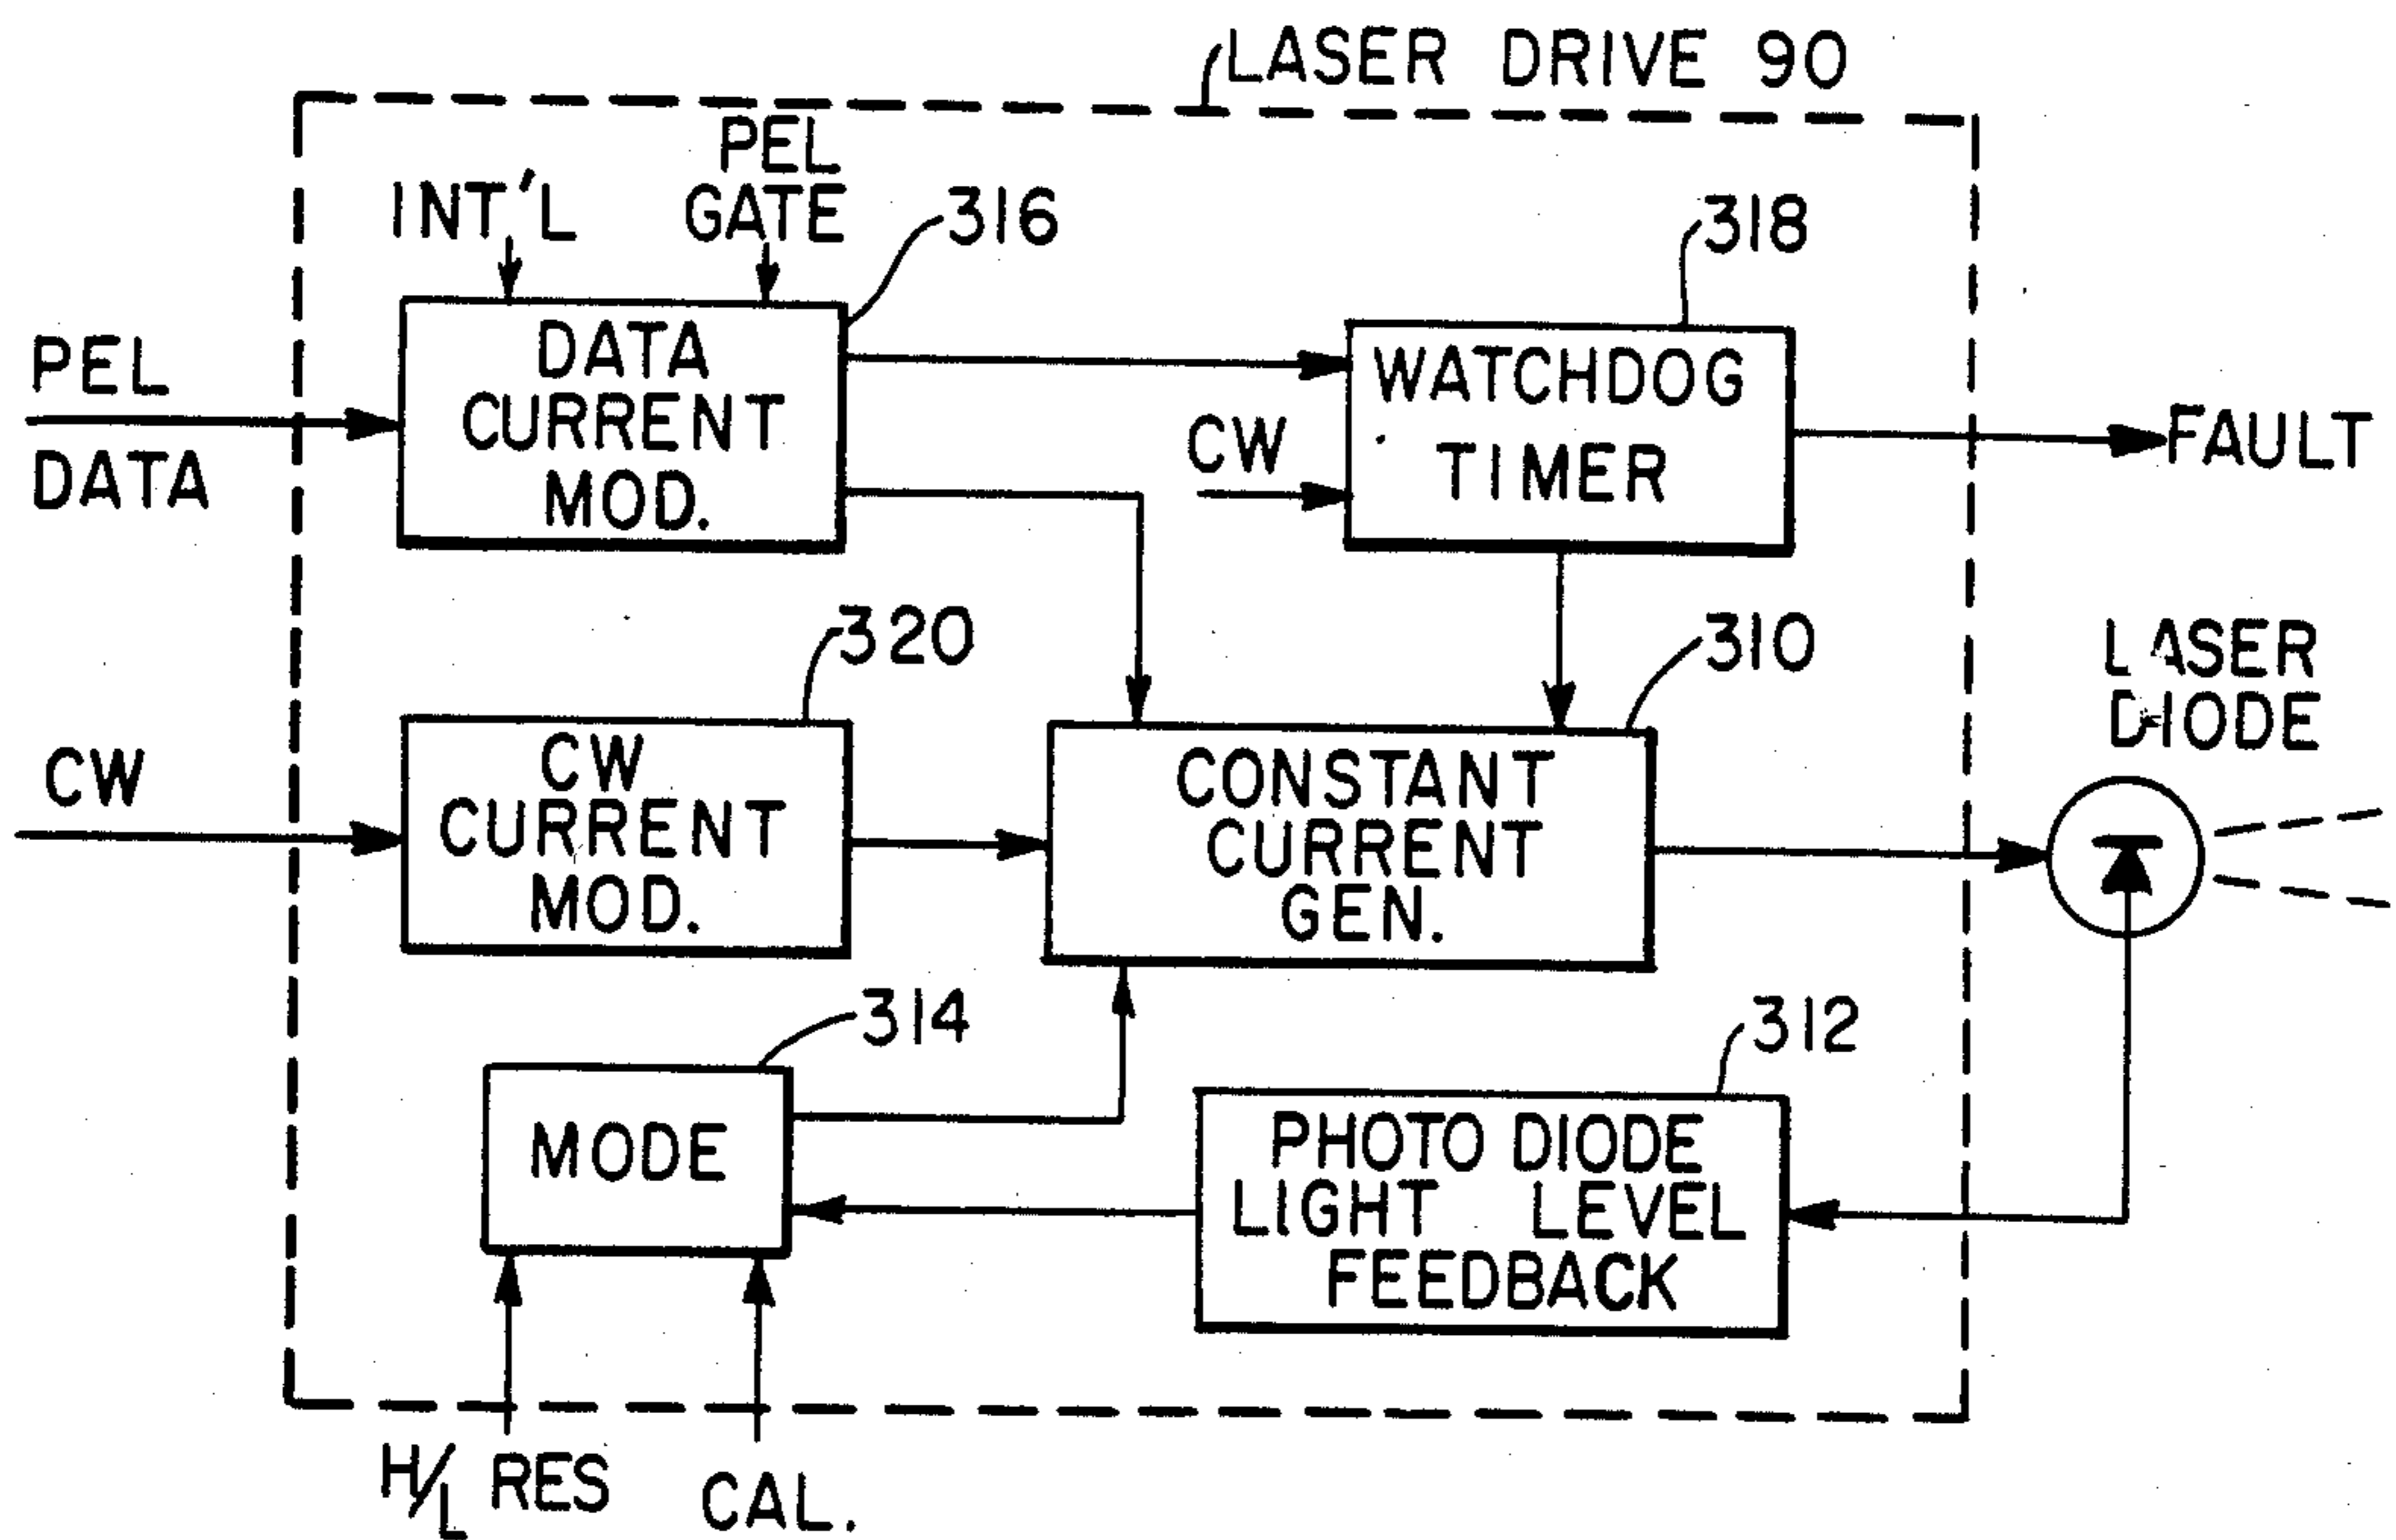 LASER DRIVE 90
PEL
GATE
INT'L
316
318
PEL
DATA
DATA
CURRENT
MOD.
WATCHDOG
TIMER
CW
FAULT
320
310
LASER
DIODE
CW
CW
CURRENT
MOD.
CONSTANT
CURRENT
GEN.
314
312
MODE
PHOTO DIODE
LIGHT LEVEL
FEEDBACK
H/L RES
CAL.